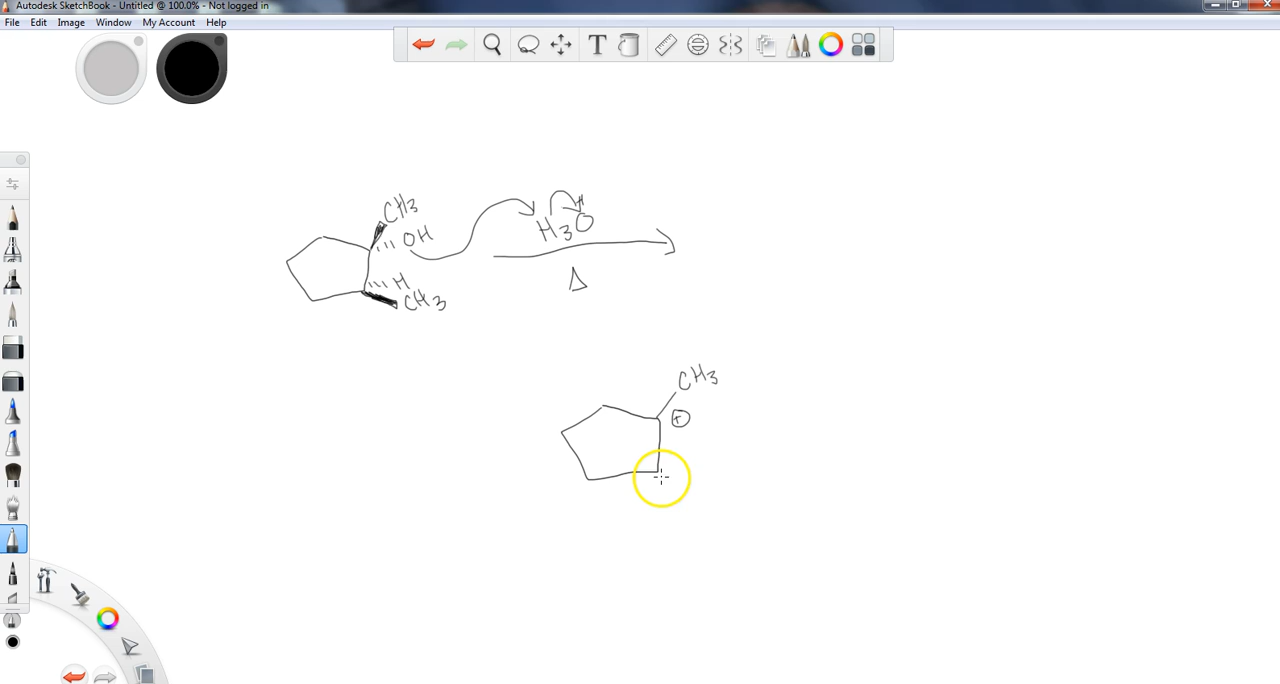 Autodesk SketchBook - Untitled @ 100.0% - Not logged in
File Edit Image Window My Account Help
CH3
OH
H
CH3
H3O
+
Δ
CH3
+